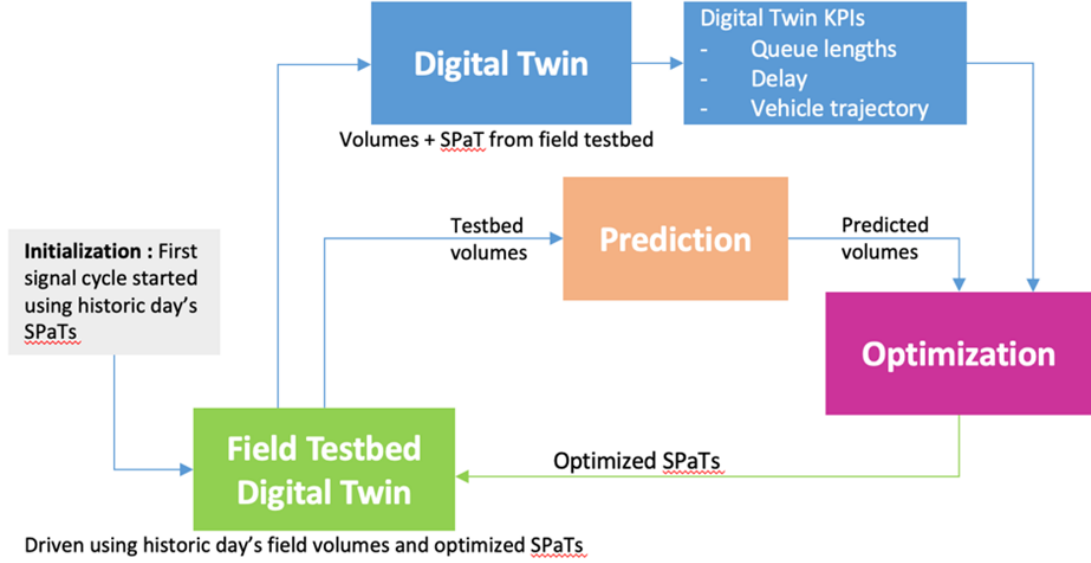 Digital Twin
Digital Twin KPIs
- Queue lengths
- Delay
- Vehicle trajectory
Volumes + SPaT from field testbed
Testbed
volumes
Prediction
Predicted
volumes
Initialization : First
signal cycle started
using historic day's
SPaTs
Optimization
Field Testbed
Digital Twin
Optimized SPaTs
Driven using historic day's field volumes and optimized SPaTs